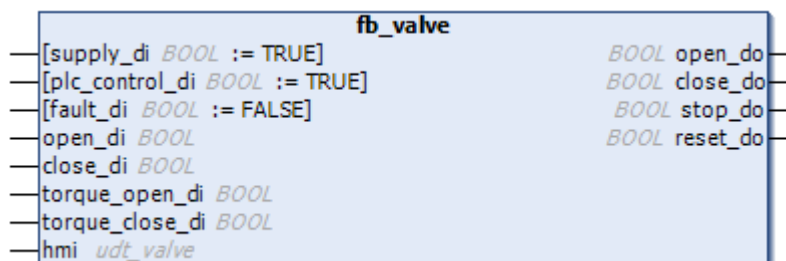 fb_valve
[supply_di BOOL := TRUE] BOOL open_do
[plc_control_di BOOL := TRUE] BOOL close_do
[fault_di BOOL := FALSE] BOOL stop_do
open_di BOOL BOOL reset_do
close_di BOOL
torque_open_di BOOL
torque_close_di BOOL
hmi udt_valve